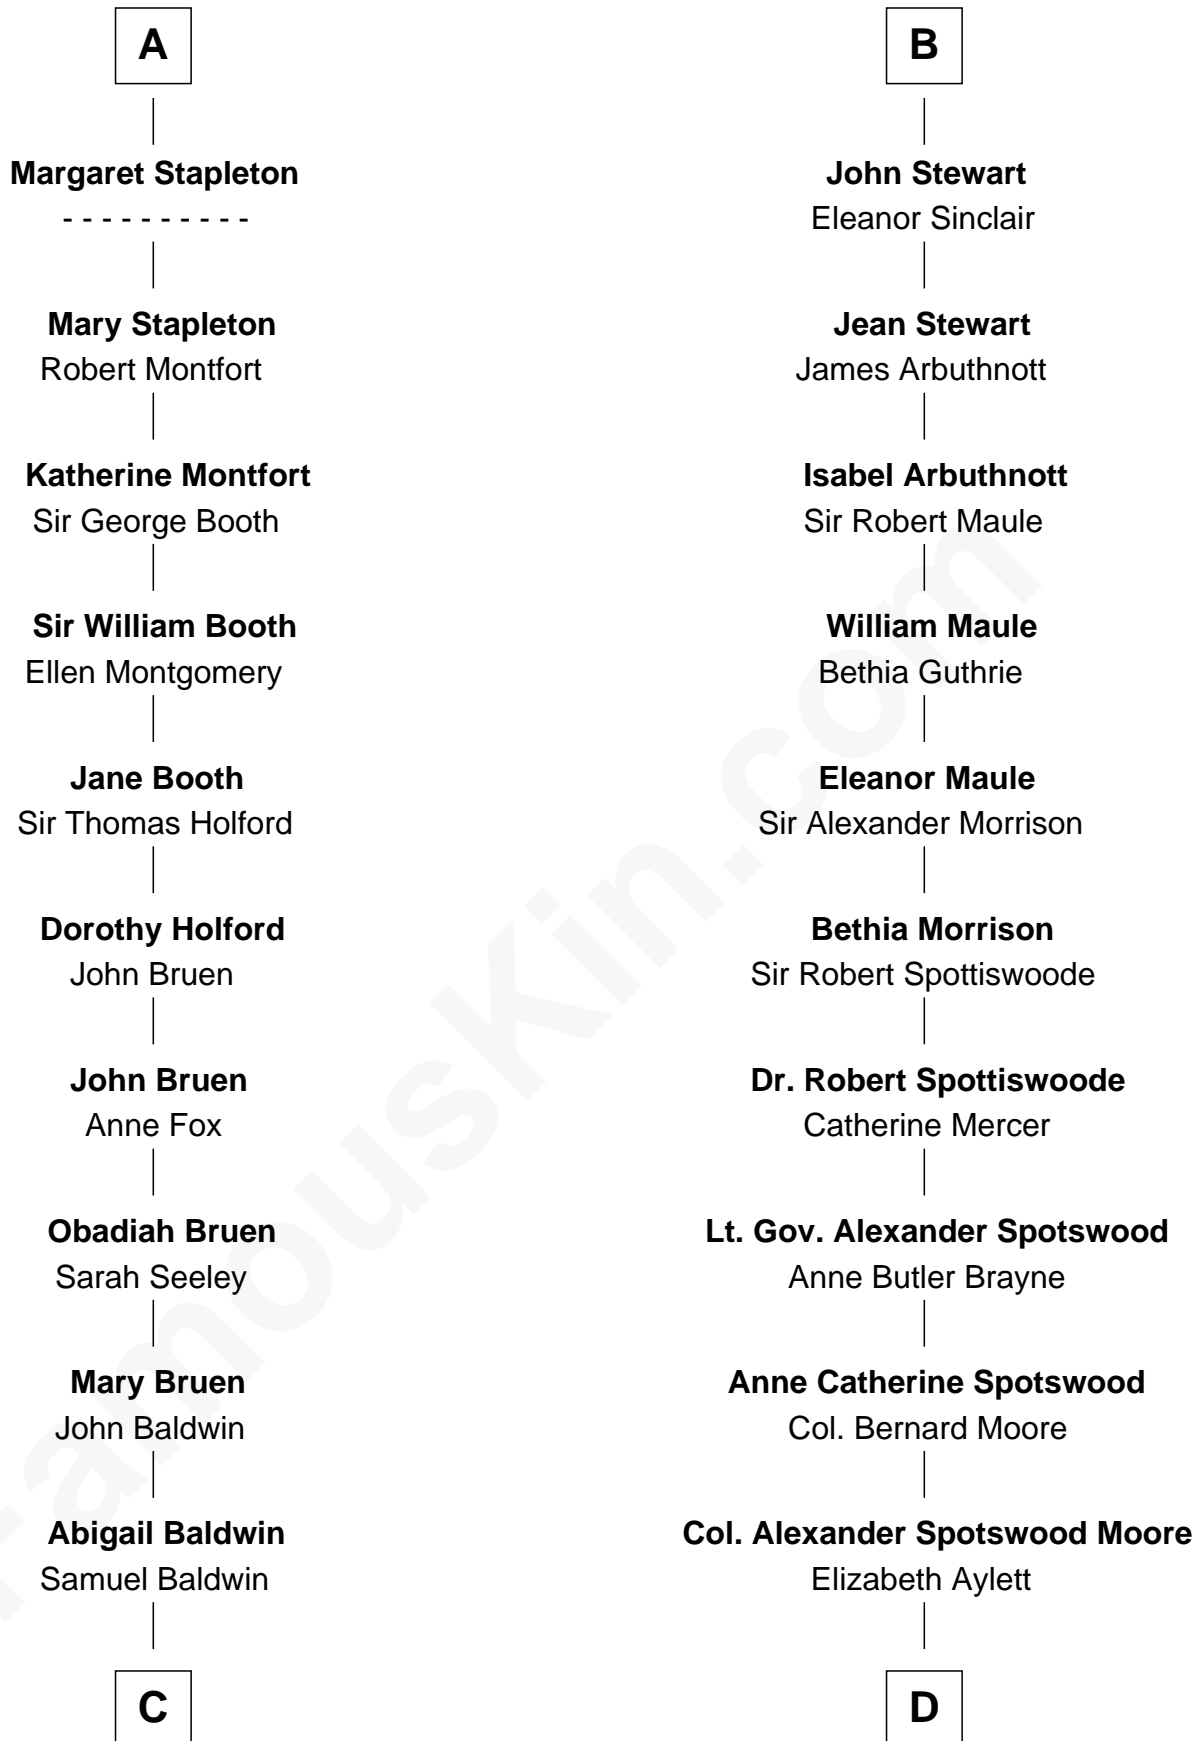 A
Margaret Stapleton
- - - - - - - - - -
Mary Stapleton
Robert Montfort
Katherine Montfort
Sir George Booth
Sir William Booth
Ellen Montgomery
Jane Booth
Sir Thomas Holford
Dorothy Holford
John Bruen
John Bruen
Anne Fox
Obadiah Bruen
Sarah Seeley
Mary Bruen
John Baldwin
Abigail Baldwin
Samuel Baldwin
C
B
John Stewart
Eleanor Sinclair
Jean Stewart
James Arbuthnott
Isabel Arbuthnott
Sir Robert Maule
William Maule
Bethia Guthrie
Eleanor Maule
Sir Alexander Morrison
Bethia Morrison
Sir Robert Spottiswoode
Dr. Robert Spottiswoode
Catherine Mercer
Lt. Gov. Alexander Spotswood
Anne Butler Brayne
Anne Catherine Spotswood
Col. Bernard Moore
Col. Alexander Spotswood Moore
Elizabeth Aylett
D
FamousKin.com